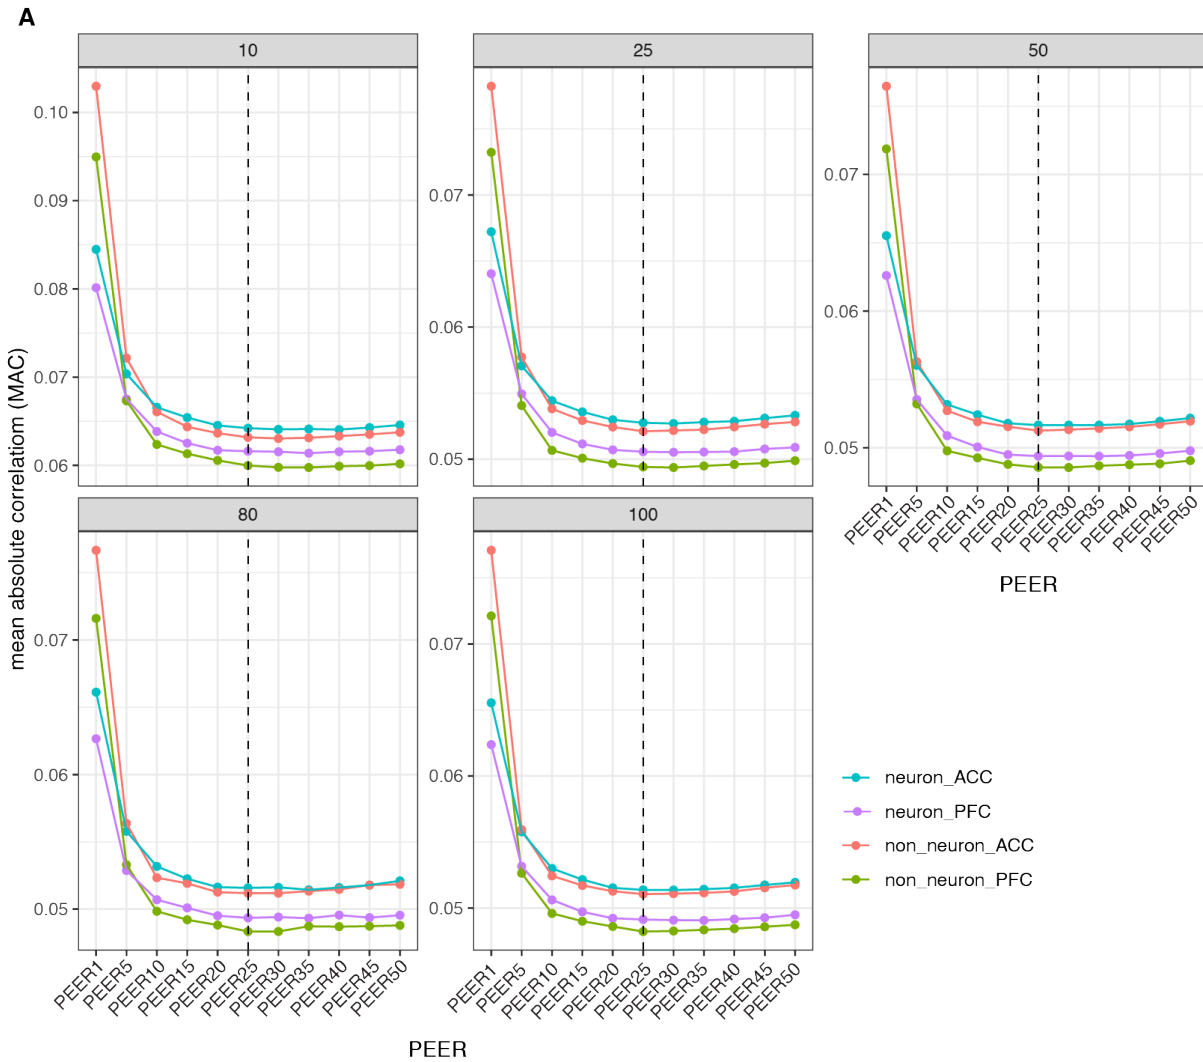 A
10
25
50
0.10
0.09
0.08
0.07
0.06
0.07
0.06
0.05
0.07
0.06
0.05
PEER1
PEER5
PEER10
PEER15
PEER20
PEER25
PEER30
PEER35
PEER40
PEER45
PEER50
PEER
mean absolute correlatiom (MAC)
80
100
0.07
0.06
0.05
0.07
0.06
0.05
neuron_ACC
neuron_PFC
non_neuron_ACC
non_neuron_PFC
PEER1
PEER5
PEER10
PEER15
PEER20
PEER25
PEER30
PEER35
PEER40
PEER45
PEER50
PEER1
PEER5
PEER10
PEER15
PEER20
PEER25
PEER30
PEER35
PEER40
PEER45
PEER50
PEER